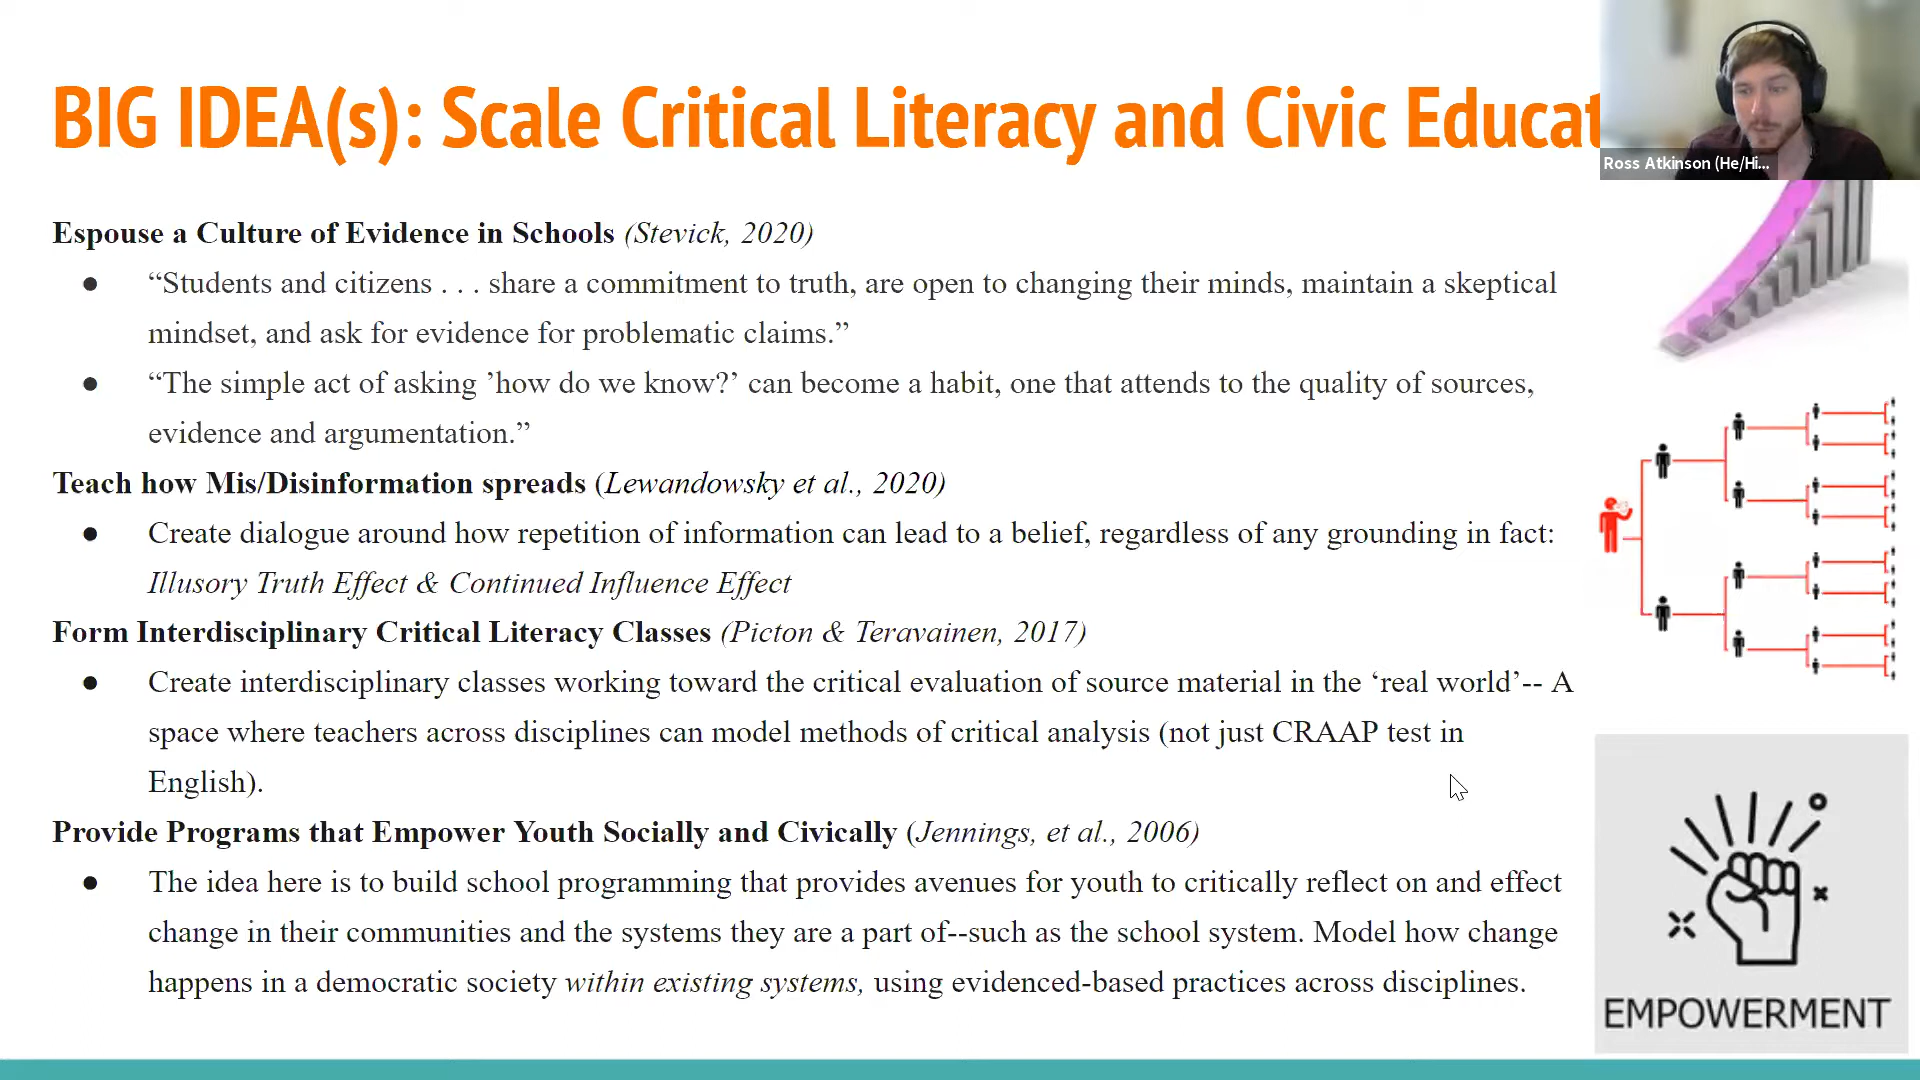 BIG IDEA(s): Scale Critical Literacy and Civic Educat
Ross Atkinson (He/Hi...
Espouse a Culture of Evidence in Schools (Stevick, 2020)
● “Students and citizens . . . share a commitment to truth, are open to changing their minds, maintain a skeptical
mindset, and ask for evidence for problematic claims.”
● “The simple act of asking ’how do we know?’ can become a habit, one that attends to the quality of sources,
evidence and argumentation.”
Teach how Mis/Disinformation spreads (Lewandowsky et al., 2020)
● Create dialogue around how repetition of information can lead to a belief, regardless of any grounding in fact:
Illusory Truth Effect & Continued Influence Effect
Form Interdisciplinary Critical Literacy Classes (Picton & Teravainen, 2017)
● Create interdisciplinary classes working toward the critical evaluation of source material in the ‘real world’-- A
space where teachers across disciplines can model methods of critical analysis (not just CRAAP test in
English).
Provide Programs that Empower Youth Socially and Civically (Jennings, et al., 2006)
● The idea here is to build school programming that provides avenues for youth to critically reflect on and effect
change in their communities and the systems they are a part of--such as the school system. Model how change
happens in a democratic society within existing systems, using evidenced-based practices across disciplines.
EMPOWERMENT